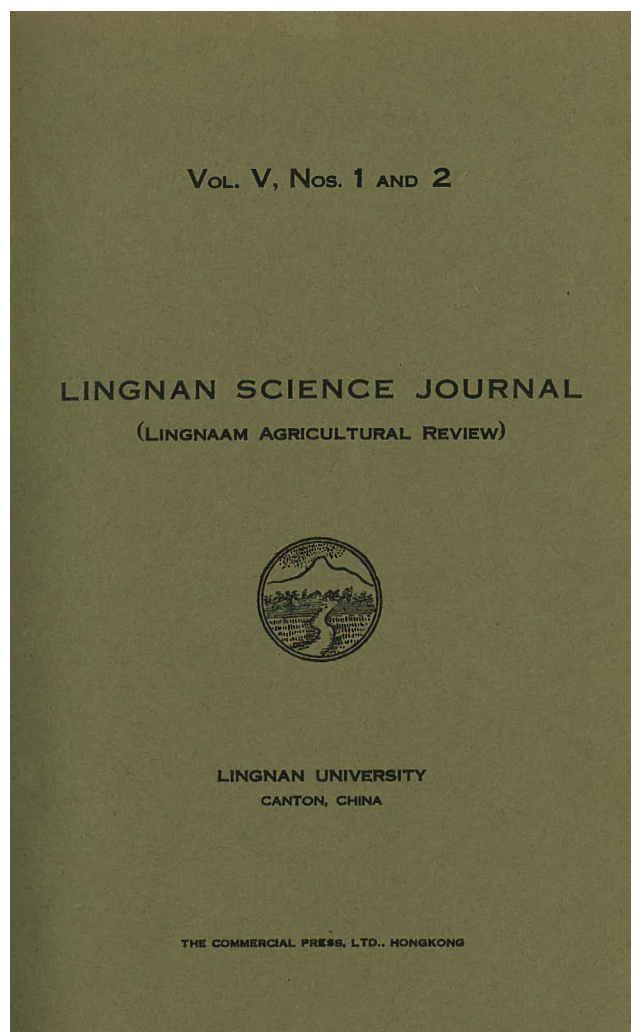 VOL. V, NOS. 1 AND 2
LINGNAN SCIENCE JOURNAL
(LINGNAAM AGRICULTURAL REVIEW)
LINGNAN UNIVERSITY
CANTON, CHINA
THE COMMERCIAL PRESS, LTD., HONGKONG